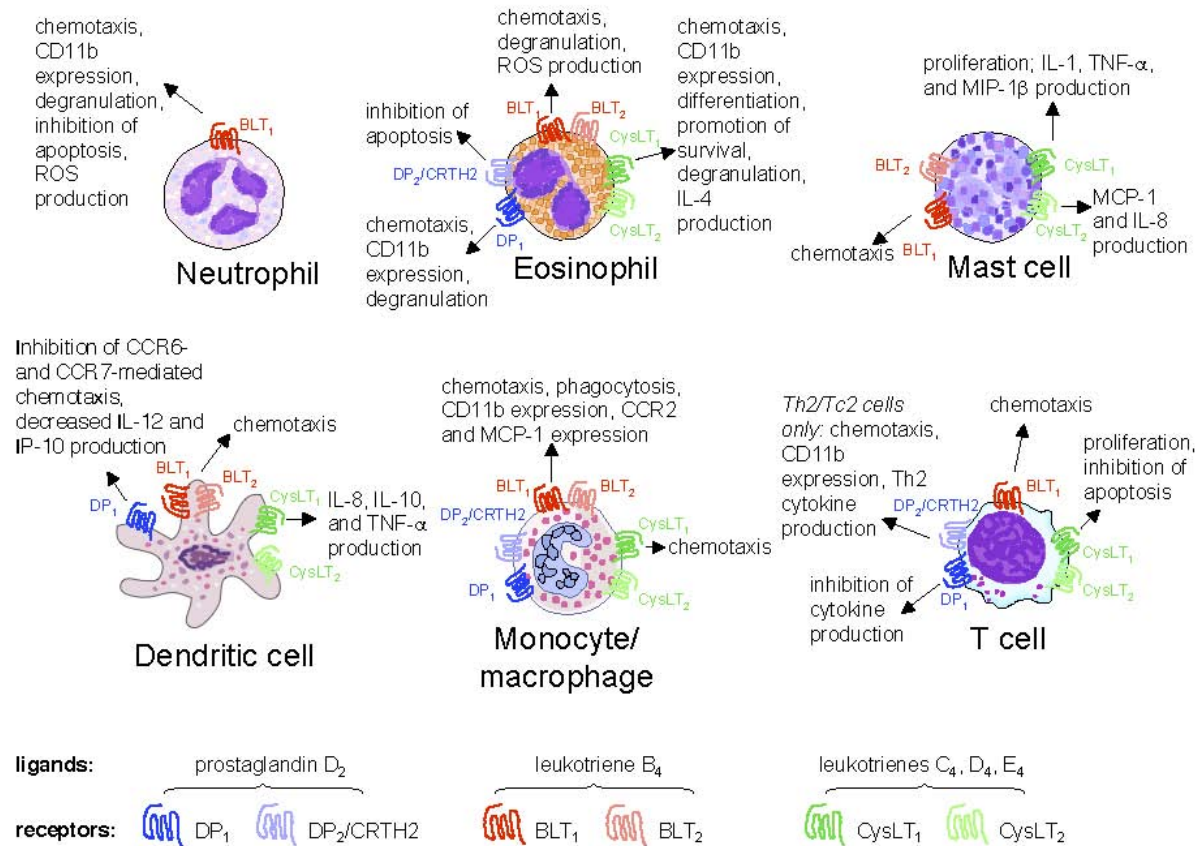 chemotaxis,
CD11b
expression,
degranulation,
inhibition of
apoptosis,
ROS
production
BLT1
Neutrophil
chemotaxis,
degranulation,
ROS production
inhibition of
apoptosis
BLT1
BLT2
CysLT1
DP2/CRTH2
DP1
CysLT2
chemotaxis,
CD11b
expression,
degranulation
chemotaxis,
CD11b
expression,
differentiation,
promotion of
survival,
degranulation,
IL-4
production
Eosinophil
proliferation; IL-1, TNF-α,
and MIP-1β production
BLT2
CysLT1
MCP-1
and IL-8
production
chemotaxis
BLT1
CysLT2
Mast cell
Inhibition of CCR6-
and CCR7-mediated
chemotaxis,
decreased IL-12 and
IP-10 production
chemotaxis
BLT1
BLT2
DP1
CysLT1
IL-8, IL-10,
and TNF-α
production
CysLT2
Dendritic cell
chemotaxis, phagocytosis,
CD11b expression, CCR2
and MCP-1 expression
BLT1
BLT2
DP2/CRTH2
CysLT1
chemotaxis
DP1
CysLT2
Monocyte/
macrophage
Th2/Tc2 cells
only: chemotaxis,
CD11b
expression, Th2
cytokine
production
chemotaxis
proliferation,
inhibition of
apoptosis
BLT1
DP2/CRTH2
CysLT1
DP1
CysLT2
inhibition of
cytokine
production
T cell
ligands: prostaglandin D2 leukotriene B4 leukotrienes C4, D4, E4
receptors: DP1 DP2/CRTH2 BLT1 BLT2 CysLT1 CysLT2